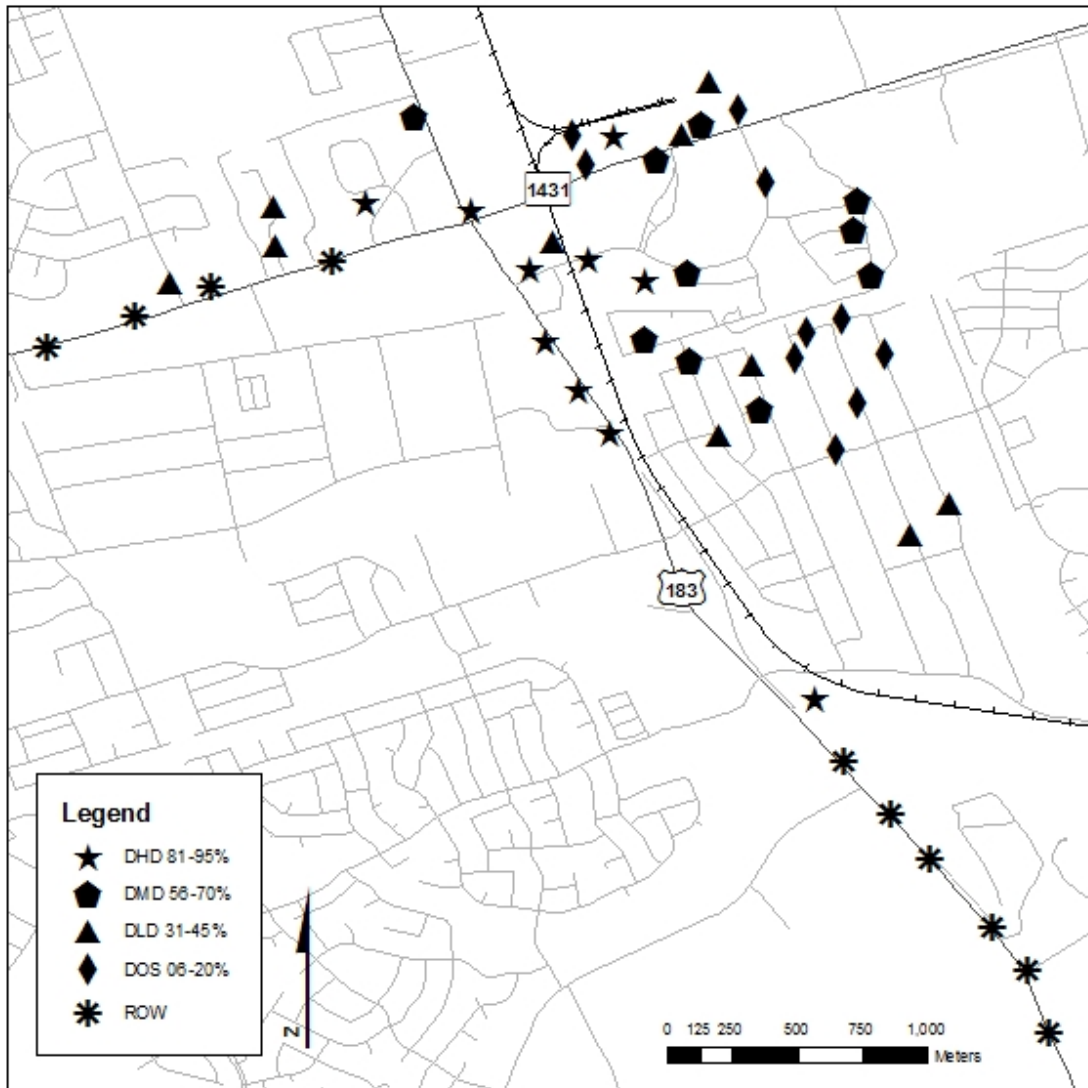 1431
183
Legend
DHD 81-95%
DMD 56-70%
DLD 31-45%
DOS 06-20%
ROW
N
0 125 250 500 750 1,000
Meters